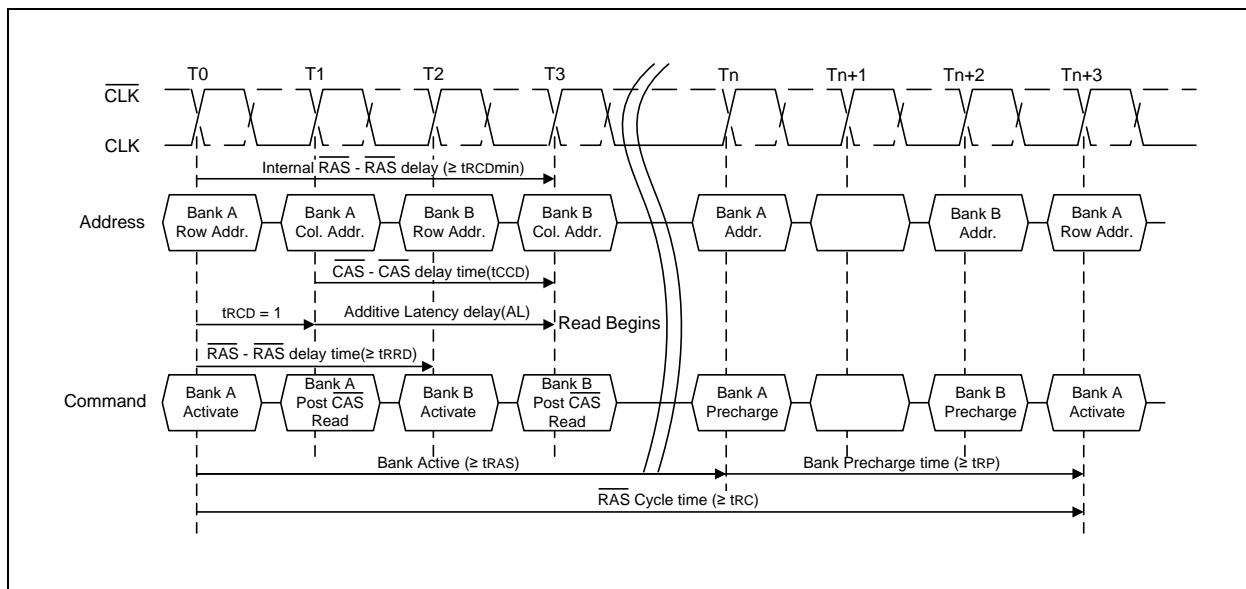 T0 T1 T2 T3 Tn Tn+1 Tn+2 Tn+3
CLK
CLK
Internal RAS - RAS delay (≥ tRCDmin)
Address
Bank A
Row Addr.
Bank A
Col. Addr.
Bank B
Row Addr.
Bank B
Col. Addr.
Bank A
Addr.
Bank B
Addr.
Bank A
Row Addr.
CAS - CAS delay time(tCCD)
tRCD = 1
Additive Latency delay(AL)
Read Begins
RAS - RAS delay time(≥ tRRD)
Command
Bank A
Activate
Bank A
Post CAS
Read
Bank B
Activate
Bank B
Post CAS
Read
Bank A
Precharge
Bank B
Precharge
Bank A
Activate
Bank Active (≥ tRAS)
Bank Precharge time (≥ tRP)
RAS Cycle time (≥ tRC)